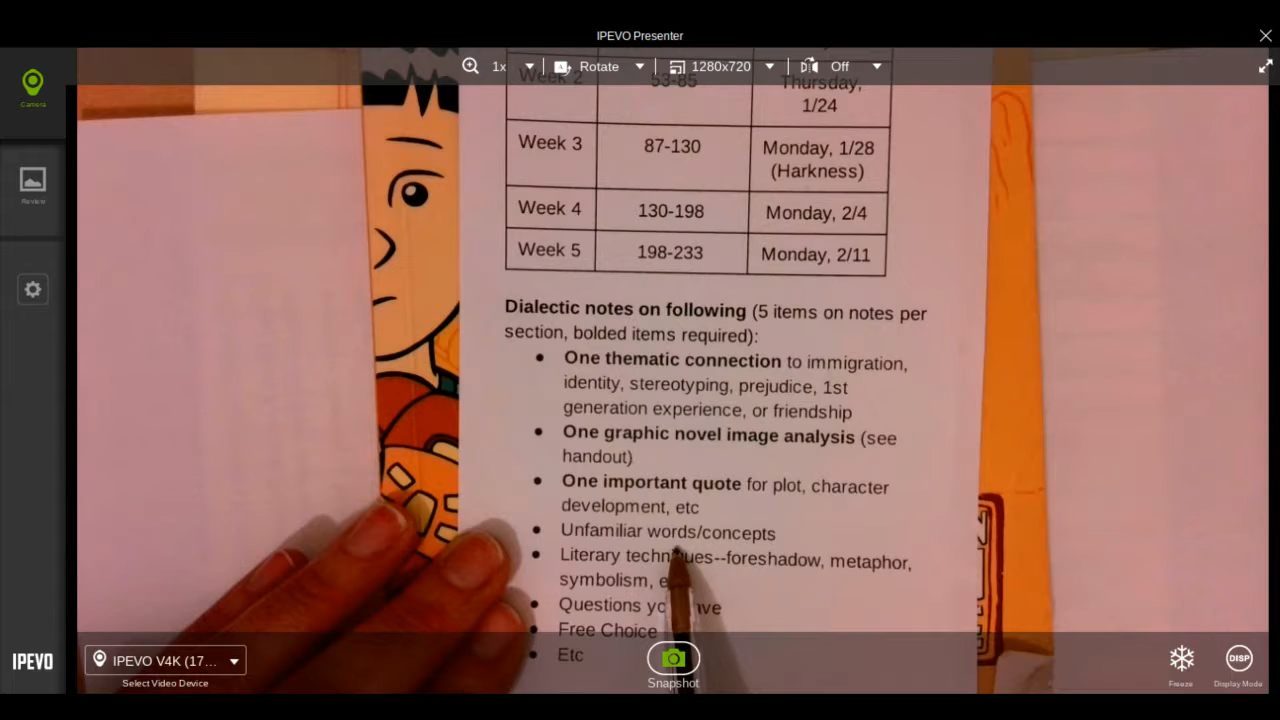 IPEVO Presenter
1x
Rotate
1280x720
Off
Camera
Review
Week 2 53-85 Thursday,
1/24
Week 3 87-130 Monday, 1/28
(Harkness)
Week 4 130-198 Monday, 2/4
Week 5 198-233 Monday, 2/11
Dialectic notes on following (5 items on notes per
section, bolded items required):
• One thematic connection to immigration,
identity, stereotyping, prejudice, 1st
generation experience, or friendship
• One graphic novel image analysis (see
handout)
• One important quote for plot, character
development, etc
• Unfamiliar words/concepts
• Literary techniques--foreshadow, metaphor,
symbolism,
• Questions
• Free Choice
• Etc
IPEVO
IPEVO V4K (17...
Select Video Device
Snapshot
Freeze
DISP
Display Mode